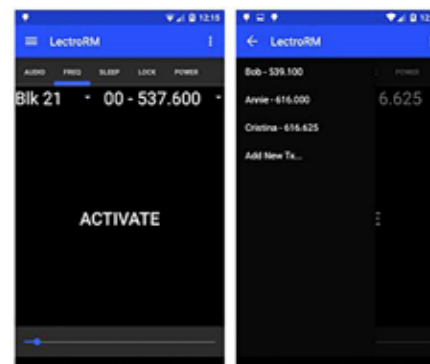 12:15
LectroRM
AUDIO FREQ SLEEP LOCK POWER
Blk 21 00 - 537.600
ACTIVATE
LectroRM
Bob - 539.100
Annie - 616.000
Cristina - 616.625
Add New Tx...
POWER
6.625